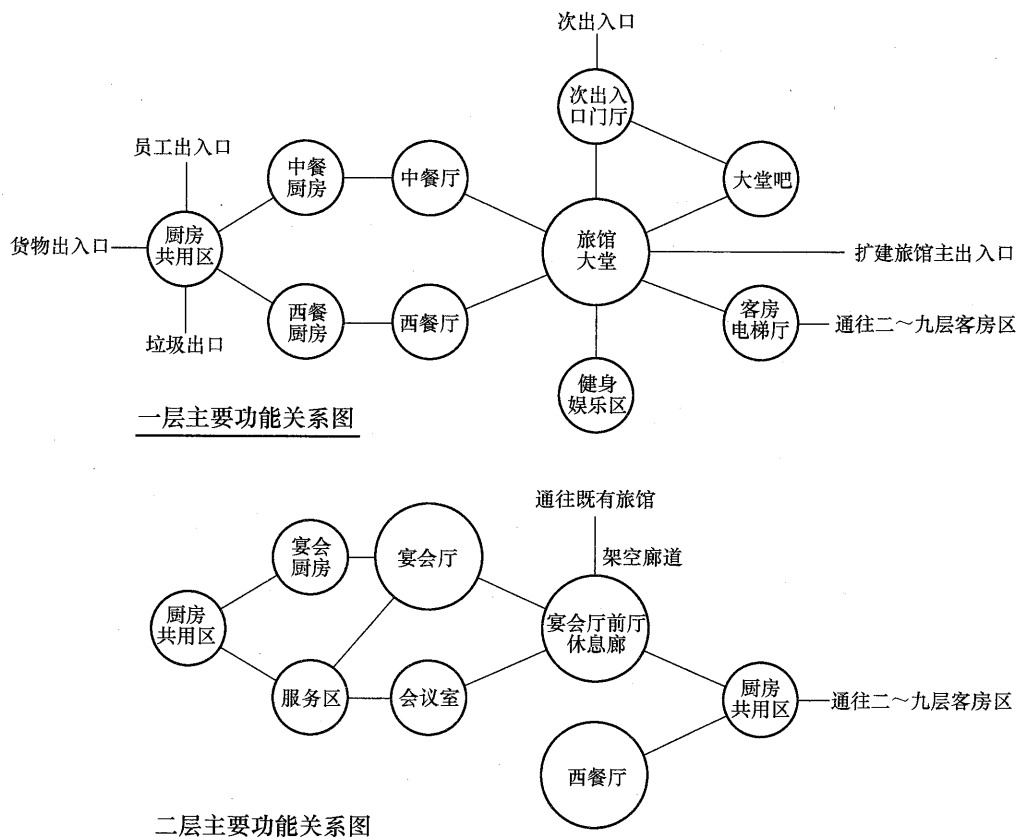 次出入口
次出入
口门厅
员工出入口
中餐
厨房
中餐厅
大堂吧
货物出入口
厨房
共用区
旅馆
大堂
扩建旅馆主出入口
西餐
厨房
西餐厅
客房
电梯厅
通往二～九层客房区
垃圾出口
健身
娱乐区
一层主要功能关系图
通往既有旅馆
架空廊道
宴会
厨房
宴会厅
厨房
共用区
宴会厅前厅
休息廊
服务区
会议室
厨房
共用区
通往二～九层客房区
西餐厅
二层主要功能关系图